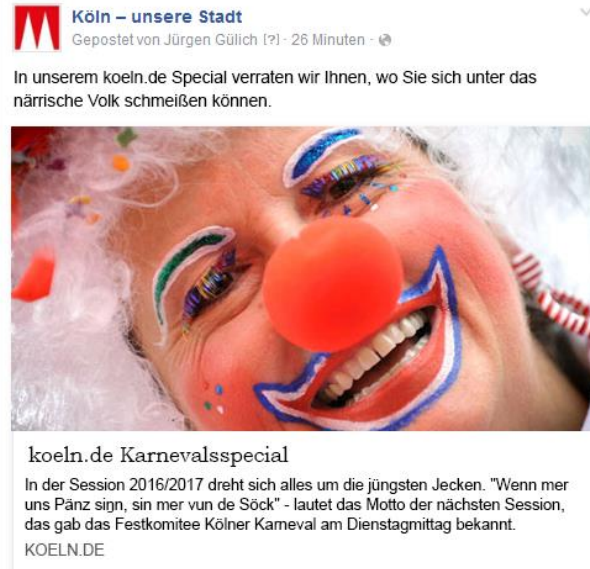 Köln – unsere Stadt
Gepostet von Jürgen Gülich [?] · 26 Minuten ·
In unserem koeln.de Special verraten wir Ihnen, wo Sie sich unter das
närrische Volk schmeißen können.
koeln.de Karnevalsspecial
In der Session 2016/2017 dreht sich alles um die jüngsten Jecken. "Wenn mer
uns Pänz sinn, sin mer vun de Söck" - lautet das Motto der nächsten Session,
das gab das Festkomitee Kölner Karneval am Dienstagmittag bekannt.
KOELN.DE